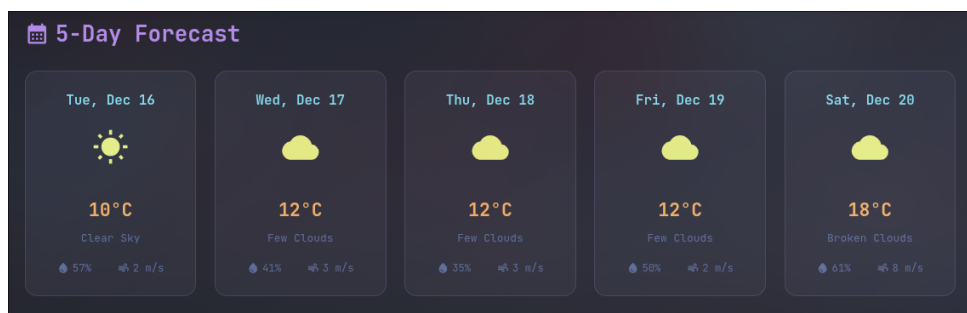 5-Day Forecast
Tue, Dec 16
10°C
Clear Sky
57% 2 m/s
Wed, Dec 17
12°C
Few Clouds
41% 3 m/s
Thu, Dec 18
12°C
Few Clouds
35% 3 m/s
Fri, Dec 19
12°C
Few Clouds
50% 2 m/s
Sat, Dec 20
18°C
Broken Clouds
61% 8 m/s